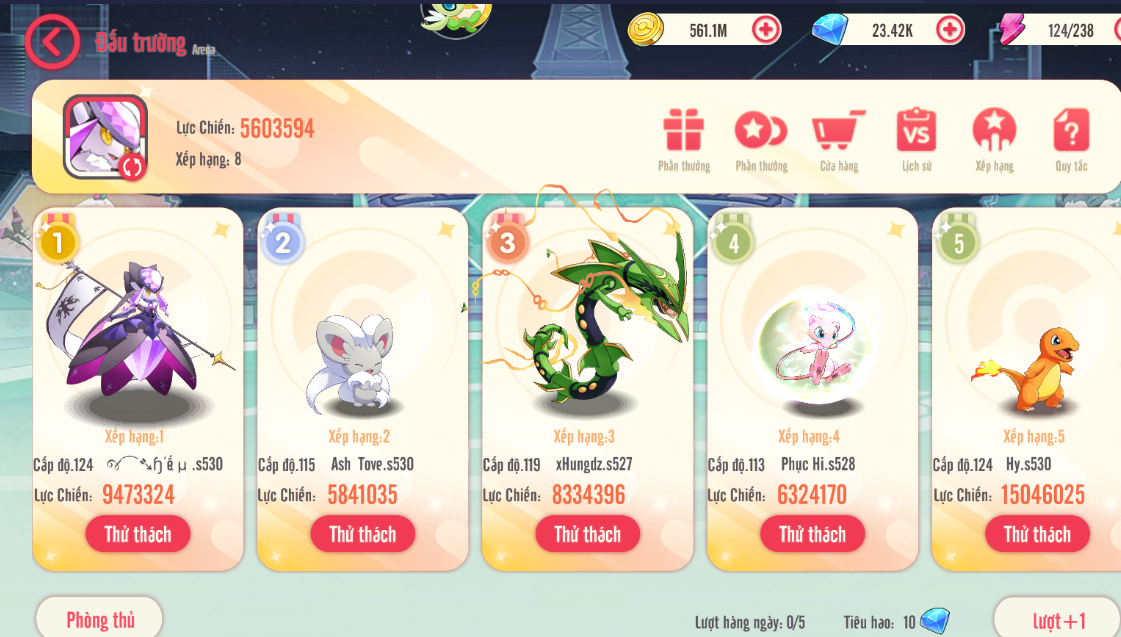 Đấu trường Arena
561.1M
23.42K
124/238
Lực Chiến: 5603594
Xếp hạng: 8
Phần thưởng
Phần thưởng
Cửa hàng
VS
Lịch sử
Xếp hạng
?
Quy tắc
1
Xếp hạng:1
Cấp độ.124 .s530
Lực Chiến: 9473324
Thử thách
2
Xếp hạng:2
Cấp độ.115 Ash Tove.s530
Lực Chiến: 5841035
Thử thách
3
Xếp hạng:3
Cấp độ.119 xHungdz.s527
Lực Chiến: 8334396
Thử thách
4
Xếp hạng:4
Cấp độ.113 Phục Hi.s528
Lực Chiến: 6324170
Thử thách
5
Xếp hạng:5
Cấp độ.124 Hy.s530
Lực Chiến: 15046025
Thử thách
Phòng thủ
Lượt hàng ngày: 0/5
Tiêu hao: 10
lượt+1